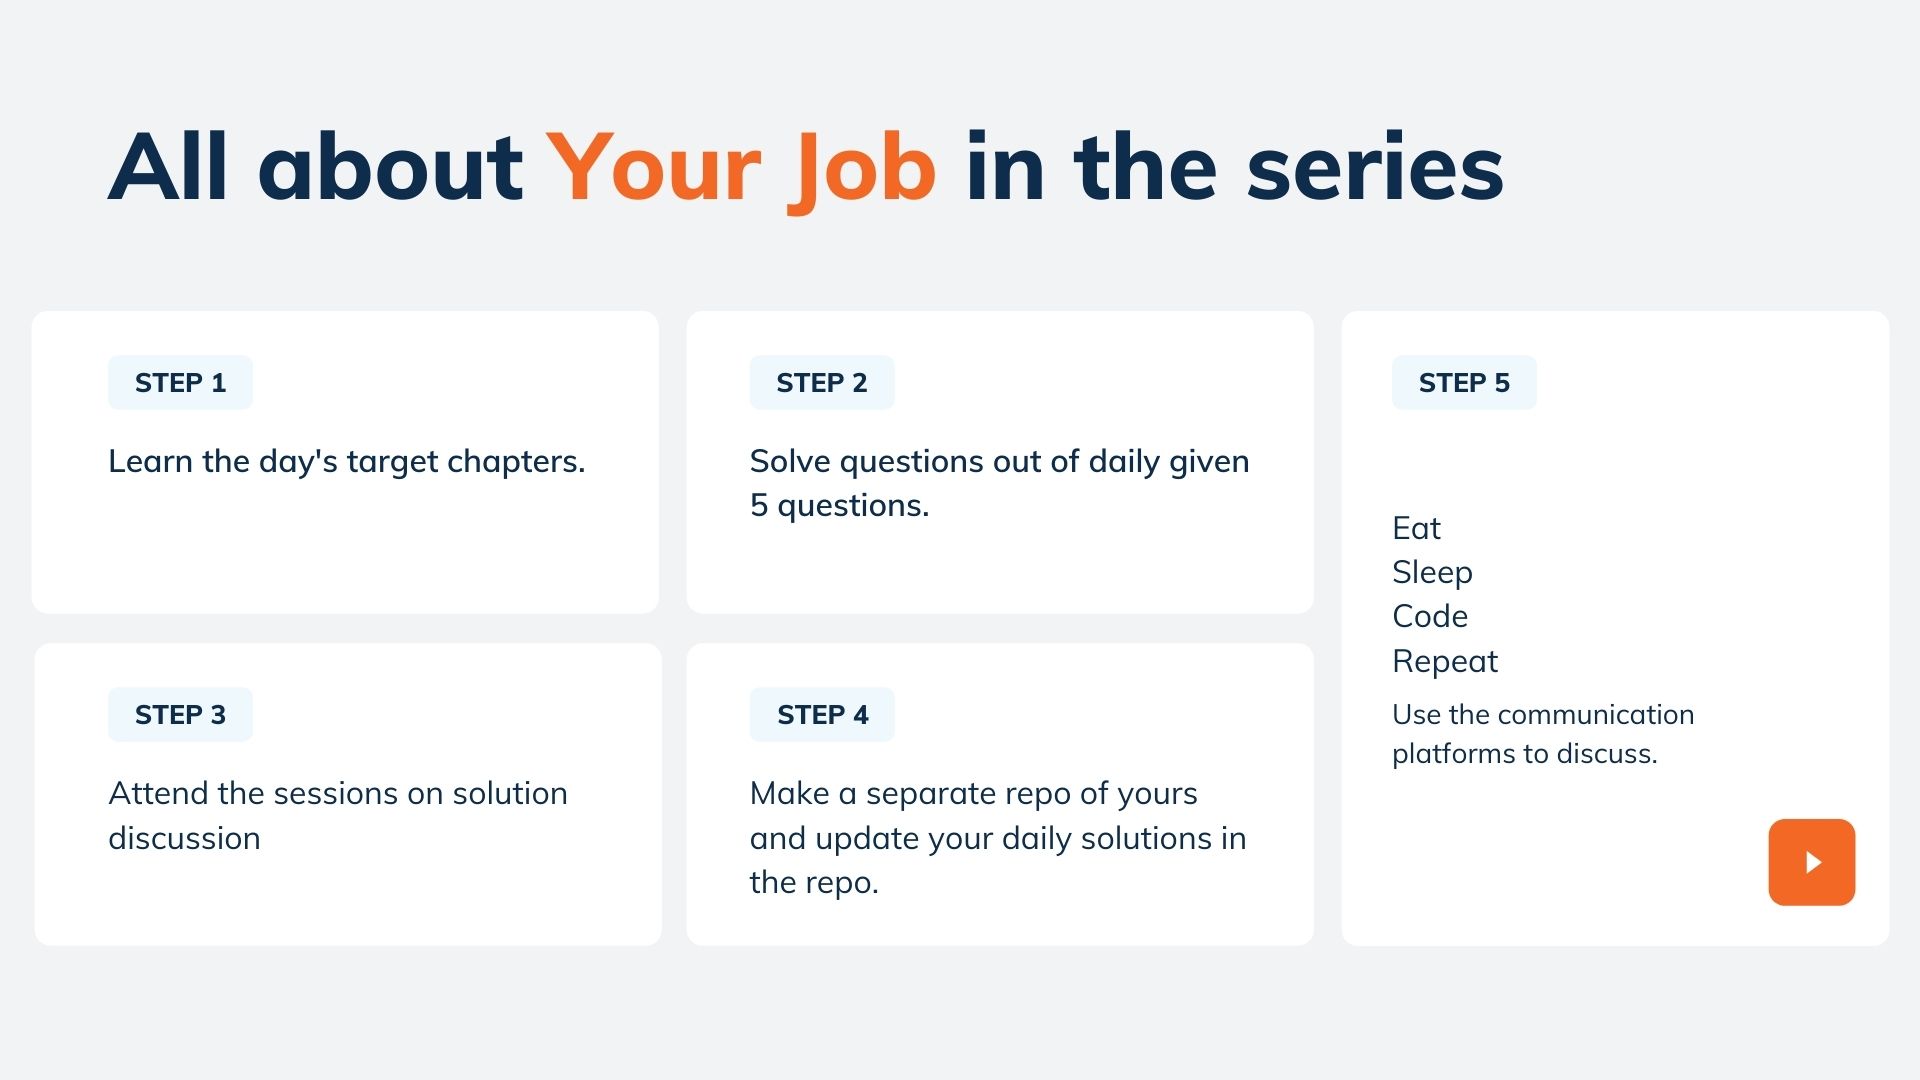 All about Your Job in the series
STEP 1
Learn the day's target chapters.
STEP 2
Solve questions out of daily given
5 questions.
STEP 3
Attend the sessions on solution
discussion
STEP 4
Make a separate repo of yours
and update your daily solutions in
the repo.
STEP 5
Eat
Sleep
Code
Repeat
Use the communication
platforms to discuss.